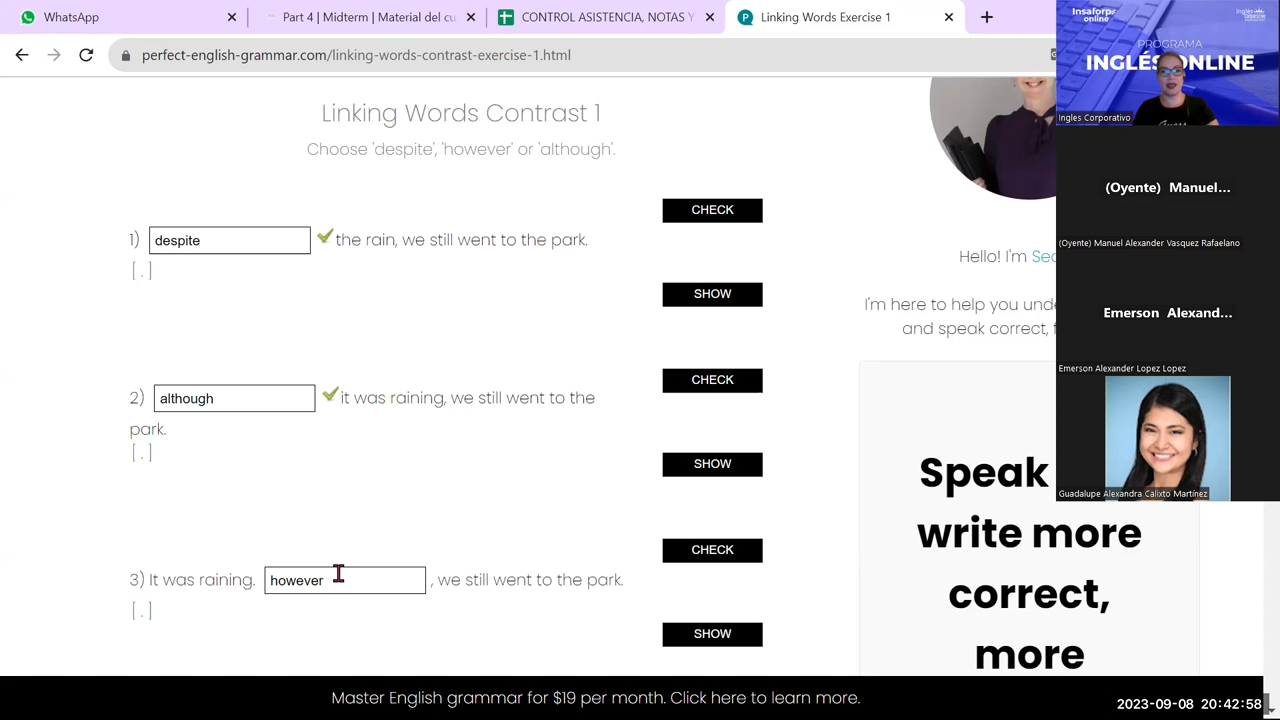 WhatsApp
Part 4 | Midterm | Material del cu
CONTROL ASISTENCIA NOTAS Y
Linking Words Exercise 1
perfect-english-grammar.com/linking-words-contrast-exercise-1.html
Linking Words Contrast 1
Choose 'despite', 'however' or 'although'.
CHECK
1) despite the rain, we still went to the park.
[ . ]
SHOW
CHECK
2) although it was raining, we still went to the
park.
[ . ]
SHOW
CHECK
3) It was raining. however , we still went to the park.
[ . ]
SHOW
Hello! I'm Seo
I'm here to help you unde
and speak correct, f
Speak
write more
correct,
more
Master English grammar for $19 per month. Click here to learn more.
Insaforp
online
PROGRAMA
INGLÉS ONLINE
Ingles Corporativo
(Oyente) Manuel...
(Oyente) Manuel Alexander Vasquez Rafaelano
Emerson Alexand...
Emerson Alexander Lopez Lopez
Guadalupe Alexandra Calixto Martínez
2023-09-08 20:42:58